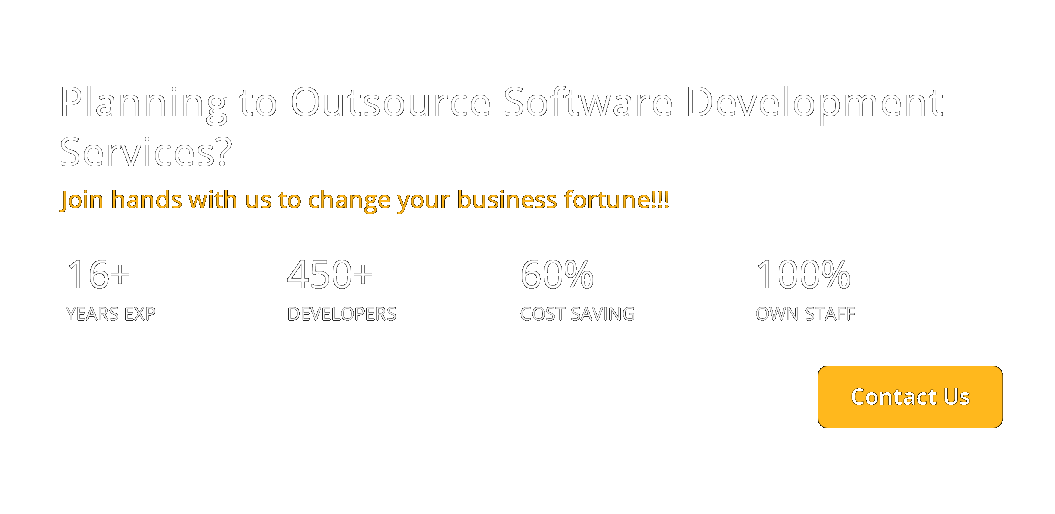 Planning to Outsource Software Development
Services?
Join hands with us to change your business fortune!!!
16+ 450+ 60% 100%
YEARS EXP DEVELOPERS COST SAVING OWN STAFF
Contact Us